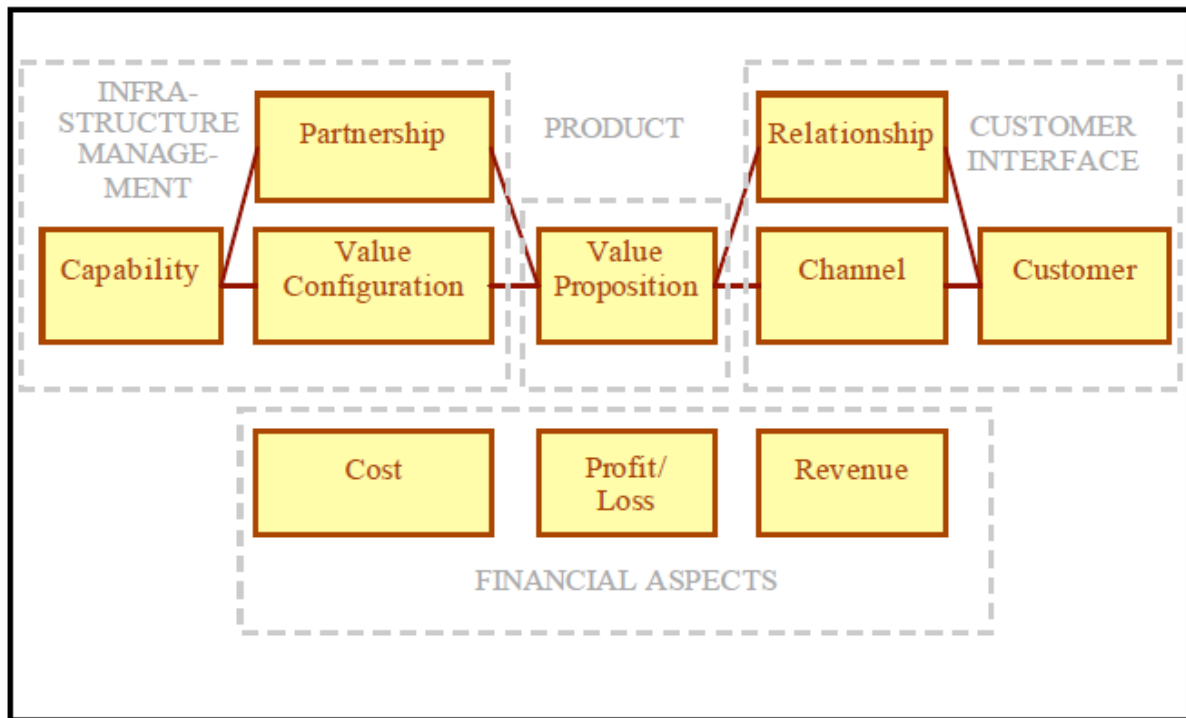 INFRA-
STRUCTURE
MANAGE-
MENT
Partnership
PRODUCT
Relationship
CUSTOMER
INTERFACE
Capability
Value
Configuration
Value
Proposition
Channel
Customer
Cost
Profit/
Loss
Revenue
FINANCIAL ASPECTS